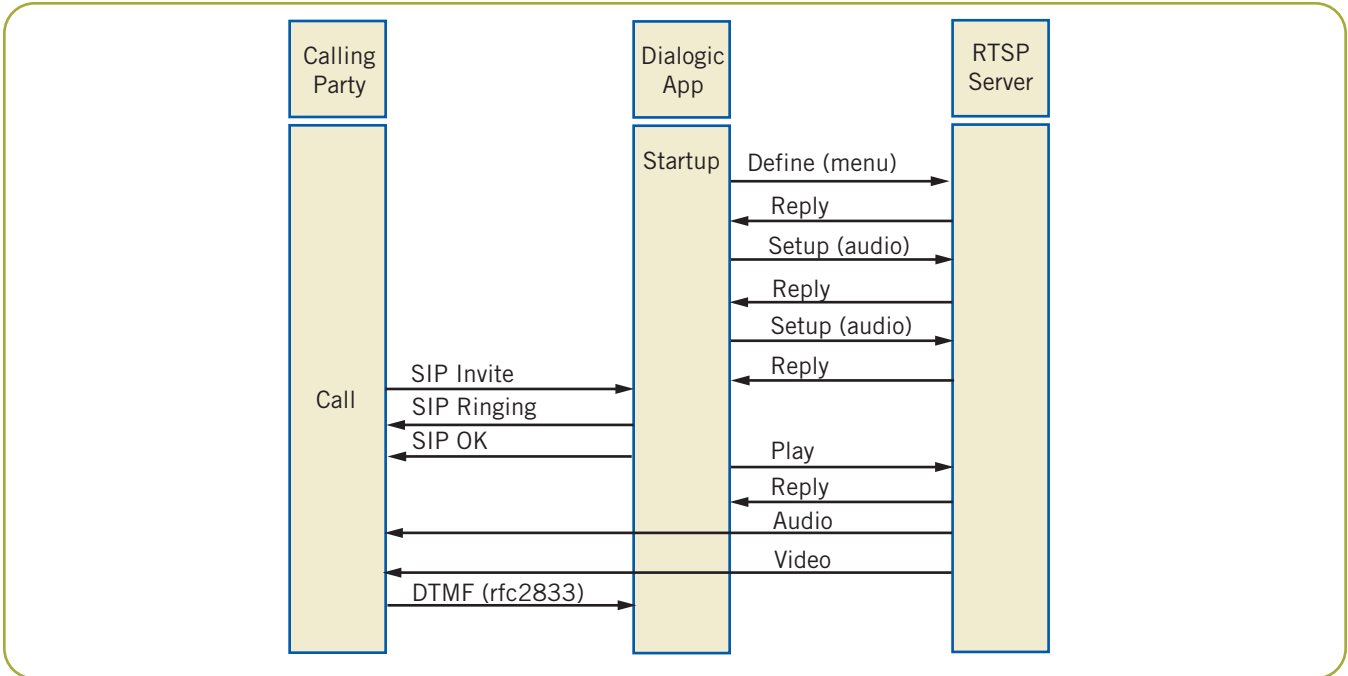 Calling
Party
Dialogic
App
RTSP
Server
Startup
Define (menu)
Reply
Setup (audio)
Reply
Setup (audio)
Reply
Call
SIP Invite
SIP Ringing
SIP OK
Play
Reply
Audio
Video
DTMF (rfc2833)